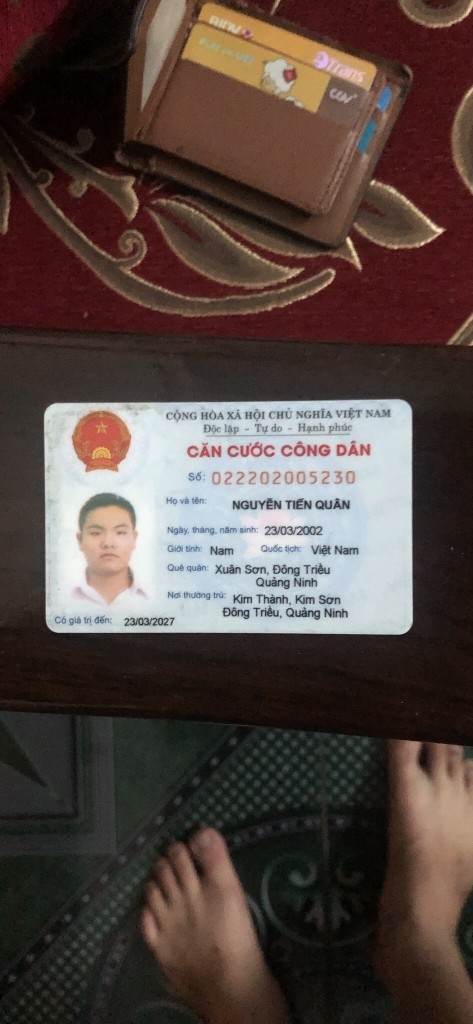 Trans
CỘNG HÒA XÃ HỘI CHỦ NGHĨA VIỆT NAM
Độc lập - Tự do - Hạnh phúc
CĂN CƯỚC CÔNG DÂN
Số: 022202005230
Họ và tên: NGUYỄN TIẾN QUÂN
Ngày, tháng, năm sinh: 23/03/2002
Giới tính: Nam Quốc tịch: Việt Nam
Quê quán: Xuân Sơn, Đông Triều
Quảng Ninh
Nơi thường trú: Kim Thành, Kim Sơn
Đông Triều, Quảng Ninh
Có giá trị đến: 23/03/2027